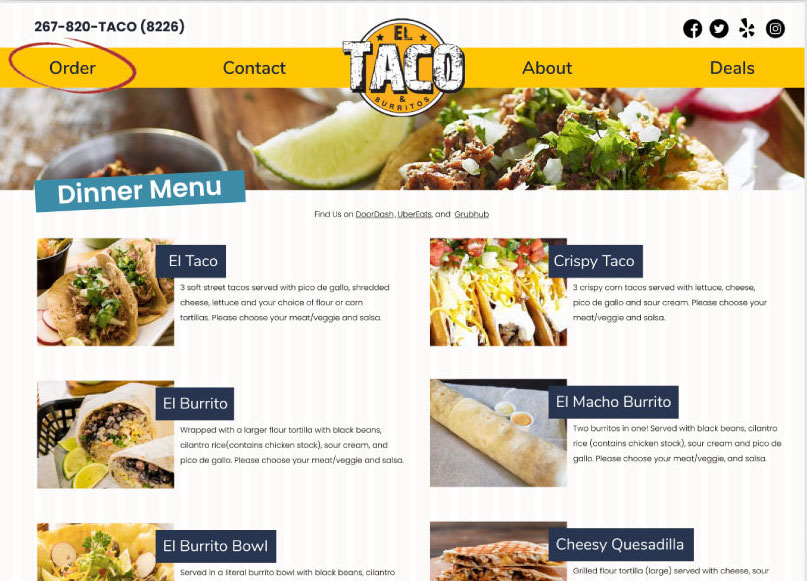 267-820-TACO (8226)
EL
TACO
&
BURRITOS
Order
Contact
About
Deals
Dinner Menu
Find Us on DoorDash, UberEats, and Grubhub
El Taco
3 soft street tacos served with pico de gallo, shredded
cheese, lettuce and your choice of flour or corn
tortillas. Please choose your meat/veggie and salsa.
Crispy Taco
3 crispy corn tacos served with lettuce, cheese,
pico de gallo and sour cream. Please choose your
meat/veggie and salsa.
El Burrito
Wrapped with a larger flour tortilla with black beans,
cilantro rice(contains chicken stock), sour cream, and
pico de gallo. Please choose your meat/veggie and salsa.
El Macho Burrito
Two burritos in one! Served with black beans, cilantro
rice (contains chicken stock), sour cream and pico de
gallo. Please choose your meat/veggie, and salsa.
El Burrito Bowl
Served in a literal burrito bowl with black beans, cilantro
Cheesy Quesadilla
Grilled flour tortilla (large) served with cheese, sour